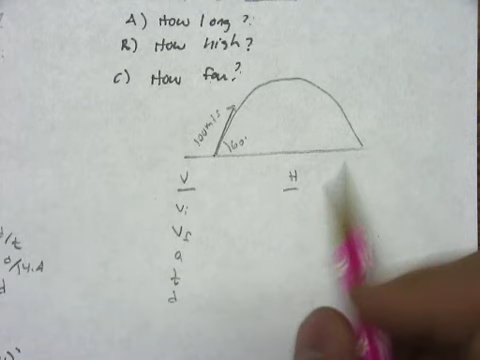 A) How long?
B) How high?
C) How far?
100m/s
60°
V H
Vi
Vf
a
t
d